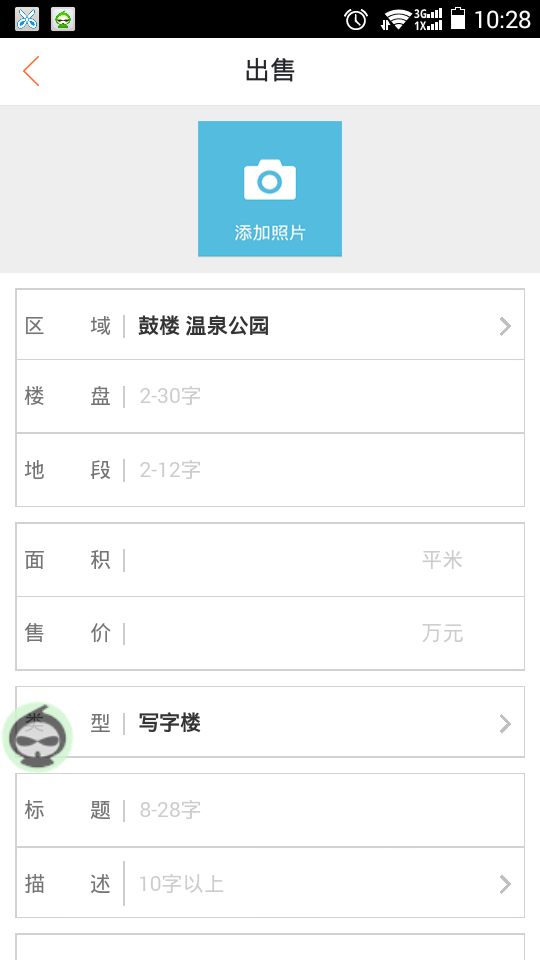 3G
1X
10:28
出售
添加照片
区域 鼓楼 温泉公园
楼盘 2-30字
地段 2-12字
面积 平米
售价 万元
类型 写字楼
标题 8-28字
描述 10字以上